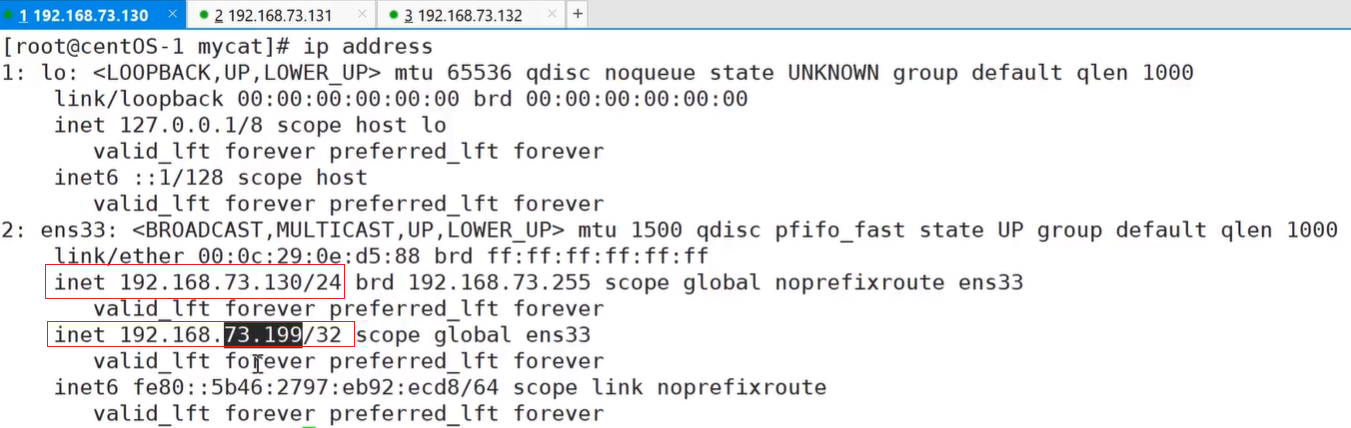 1 192.168.73.130 × 2 192.168.73.131 × 3 192.168.73.132 × +
[root@centOS-1 mycat]# ip address
1: lo: <LOOPBACK,UP,LOWER_UP> mtu 65536 qdisc noqueue state UNKNOWN group default qlen 1000
    link/loopback 00:00:00:00:00:00 brd 00:00:00:00:00:00
    inet 127.0.0.1/8 scope host lo
       valid_lft forever preferred_lft forever
    inet6 ::1/128 scope host
       valid_lft forever preferred_lft forever
2: ens33: <BROADCAST,MULTICAST,UP,LOWER_UP> mtu 1500 qdisc pfifo_fast state UP group default qlen 1000
    link/ether 00:0c:29:0e:d5:88 brd ff:ff:ff:ff:ff:ff
    inet 192.168.73.130/24 brd 192.168.73.255 scope global noprefixroute ens33
       valid_lft forever preferred_lft forever
    inet 192.168.73.199/32 scope global ens33
       valid_lft forever preferred_lft forever
    inet6 fe80::5b46:2797:eb92:ecd8/64 scope link noprefixroute
       valid_lft forever preferred_lft forever